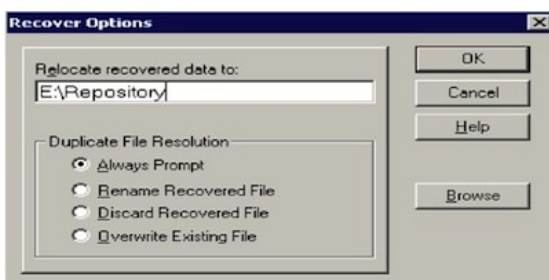 Recover Options
Relocate recovered data to:
E:\Repository
Duplicate File Resolution
Always Prompt
Rename Recovered File
Discard Recovered File
Overwrite Existing File
OK
Cancel
Help
Browse